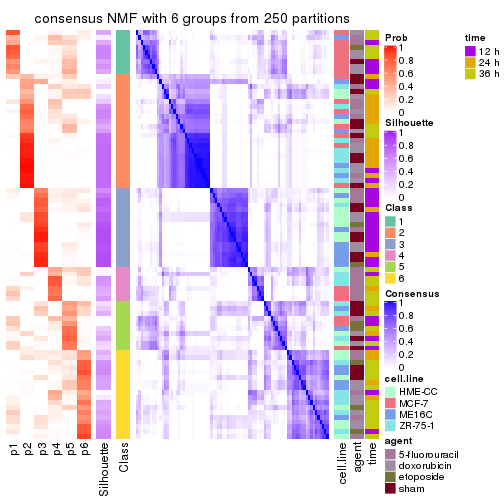 consensus NMF with 6 groups from 250 partitions
p1
p2
p3
p4
p5
p6
Silhouette
Class
cell.line
agent
time
Prob
1
0.8
0.6
0.4
0.2
0
Silhouette
1
0.8
0.6
0.4
0.2
0
Class
1
2
3
4
5
6
Consensus
1
0.8
0.6
0.4
0.2
0
cell.line
HME-CC
MCF-7
ME16C
ZR-75-1
agent
5-fluorouracil
doxorubicin
etoposide
sham
time
12 h
24 h
36 h